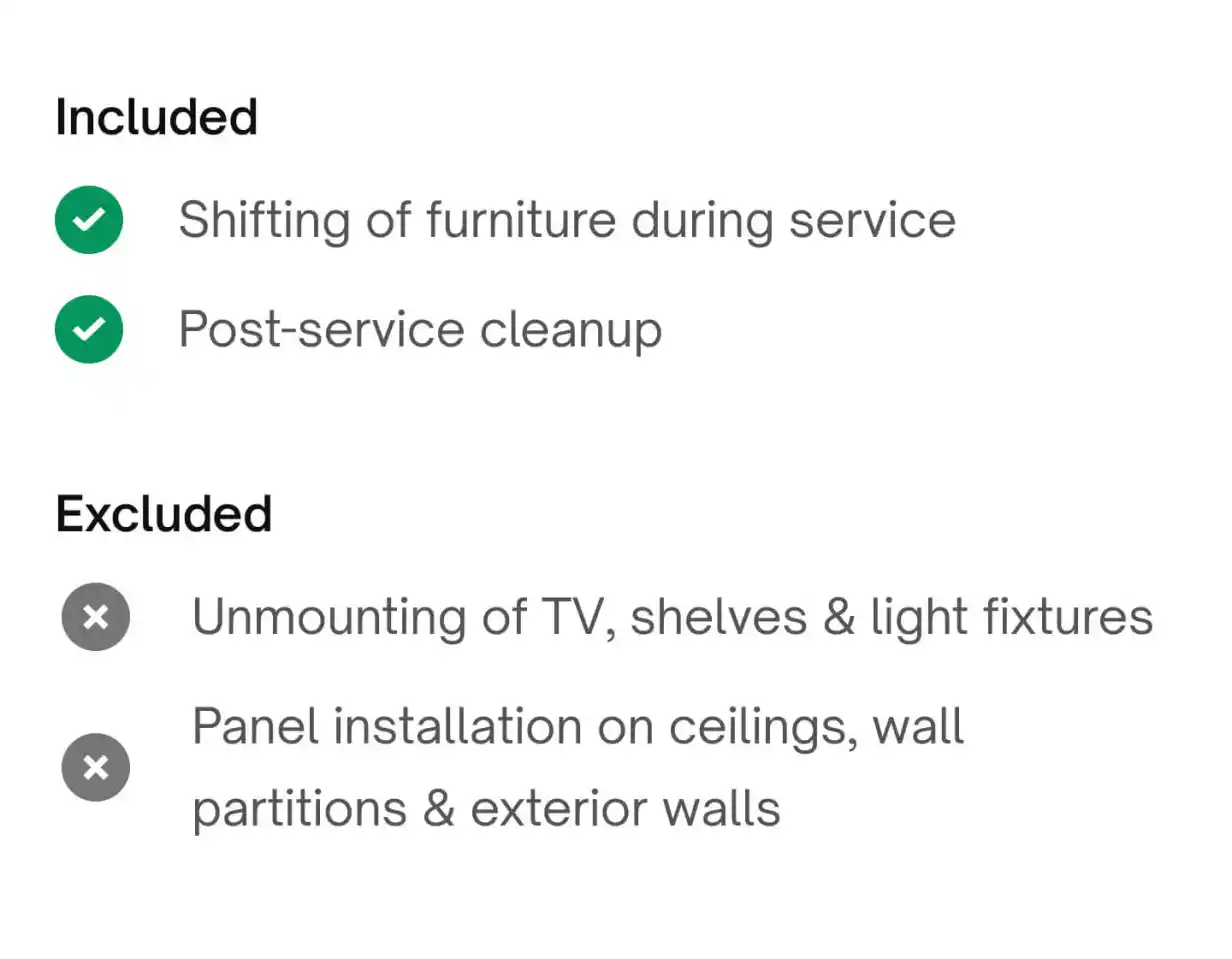 Included
Shifting of furniture during service
Post-service cleanup
Excluded
Unmounting of TV, shelves & light fixtures
Panel installation on ceilings, wall
partitions & exterior walls